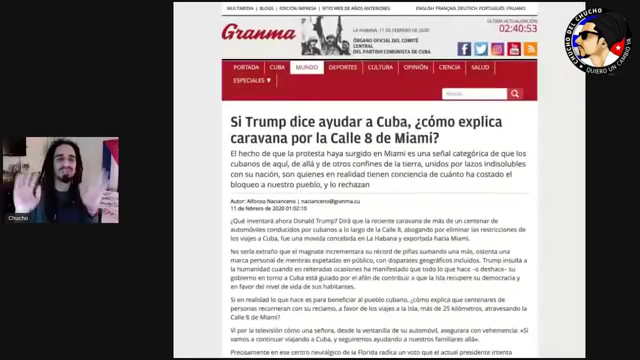 MULTIMEDIA | BLOGS | EDICIÓN IMPRESA | SITIO WEB DE AÑOS ANTERIORES
ENGLISH FRANÇAIS DEUTSCH PORTUGUES ITALIANO
Granma
LA HABANA, 11 DE FEBRERO DE 2020
ÓRGANO OFICIAL DEL COMITÉ
CENTRAL
DEL PARTIDO COMUNISTA DE CUBA
ÚLTIMA ACTUALIZACIÓN
02:40:53
PORTADA CUBA MUNDO DEPORTES CULTURA OPINIÓN CIENCIA SALUD
ESPECIALES
Buscar...
Si Trump dice ayudar a Cuba, ¿cómo explica
caravana por la Calle 8 de Miami?
El hecho de que la protesta haya surgido en Miami es una señal categórica de que los
cubanos de aquí, de allá y de otros confines de la tierra, unidos por lazos indisolubles
con su nación, son quienes en realidad tienen conciencia de cuánto ha costado el
bloqueo a nuestro pueblo, y lo rechazan
Autor: Alfonso Nacianceno | nacianceno@granma.cu
11 de febrero de 2020 01:02:10
¿Qué inventará ahora Donald Trump? Dirá que la reciente caravana de más de un centenar de
automóviles conducidos por cubanos a lo largo de la Calle 8, abogando por eliminar las restricciones de
los viajes a Cuba, fue una movida concebida en La Habana y exportada hacia Miami.
No sería extraño que el magnate incrementara su récord de pifias sumando una más, ostenta una
marca personal de mentiras espetadas en público, con disparates geográficos incluidos. Trump insulta a
la humanidad cuando en reiteradas ocasiones ha manifestado que todo lo que hace –o deshace– su
gobierno en torno a Cuba está guiado por el afán de contribuir a que la Isla recupere su democracia y
en favor del nivel de vida de sus habitantes.
Si en realidad lo que hace es para beneficiar al pueblo cubano, ¿cómo explica que centenares de
personas recorrieran con su reclamo, a favor de los viajes a la Isla, más de 25 kilómetros, atravesando la
Calle 8 de Miami?
Vi por la televisión cómo una señora, desde la ventanilla de su automóvil, asegurara con vehemencia: «Sí
vamos a continuar viajando a Cuba, y seguiremos ayudando a nuestros familiares allá».
Precisamente en ese centro neurálgico de la Florida radica un voto que el actual presidente intenta
Chucho
CHUCHO DEL CHUCHO
QUIERO UN CAMBIO YA